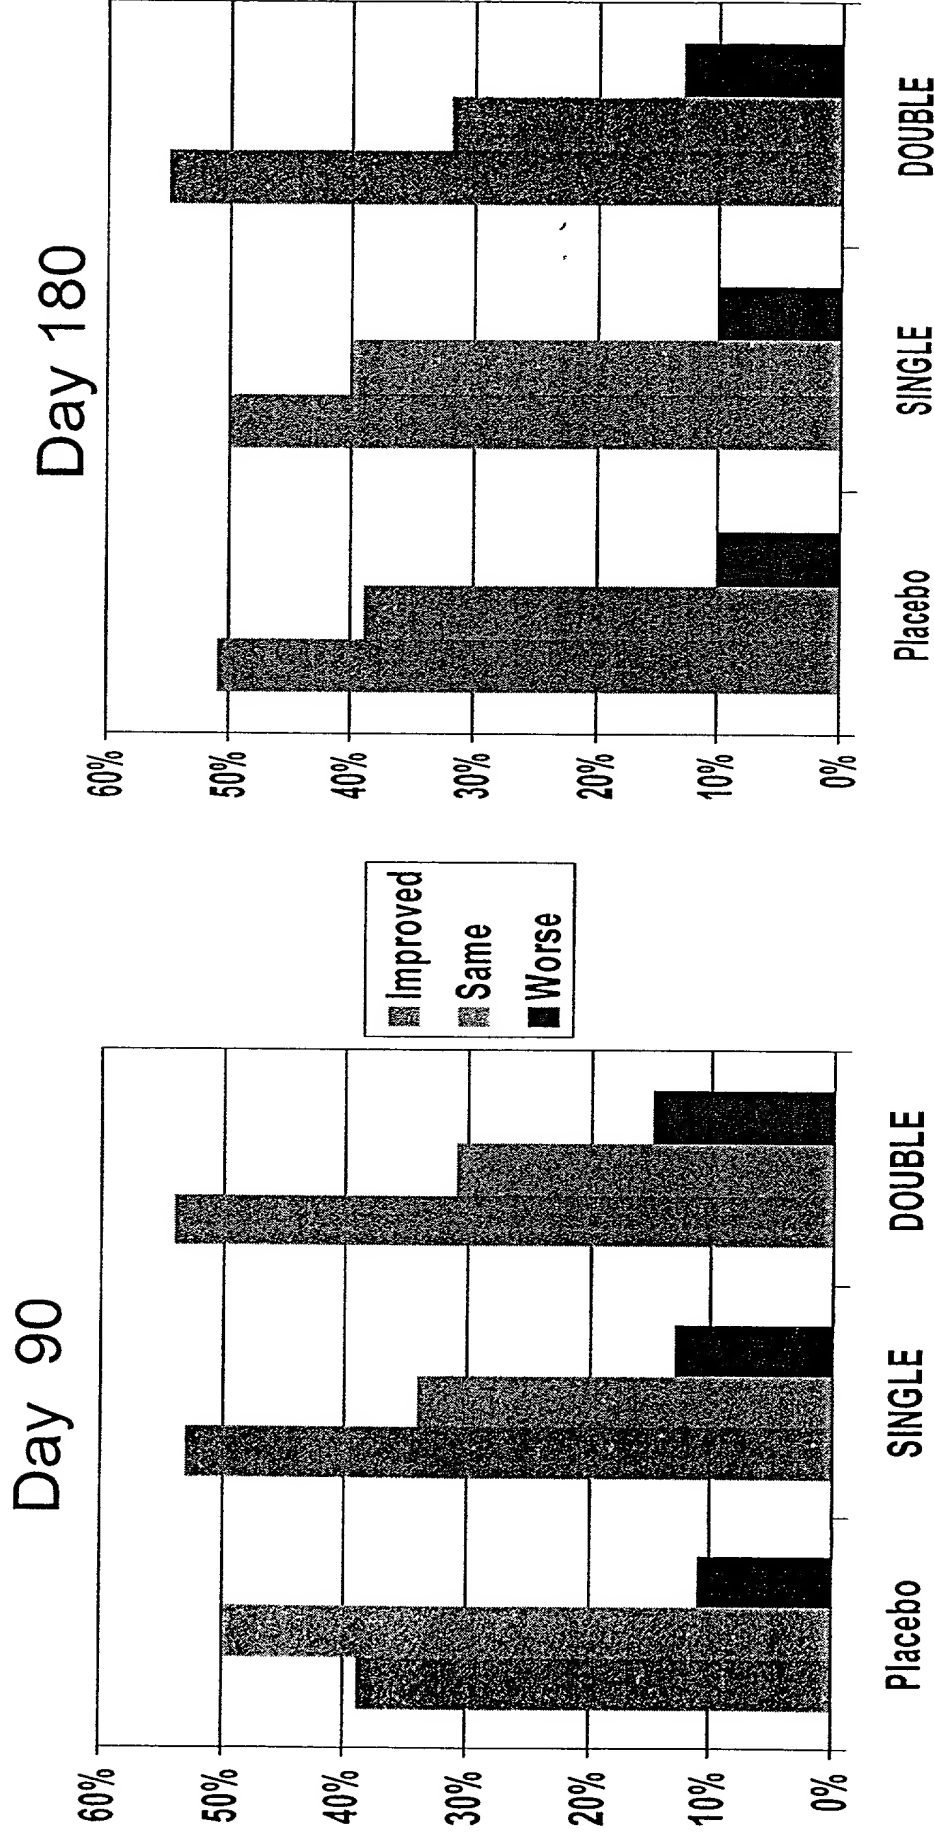 Day 90
60%
50%
40%
30%
20%
10%
0%
Placebo
SINGLE
DOUBLE
Improved
Same
Worse
Day 180
60%
50%
40%
30%
20%
10%
0%
Placebo
SINGLE
DOUBLE